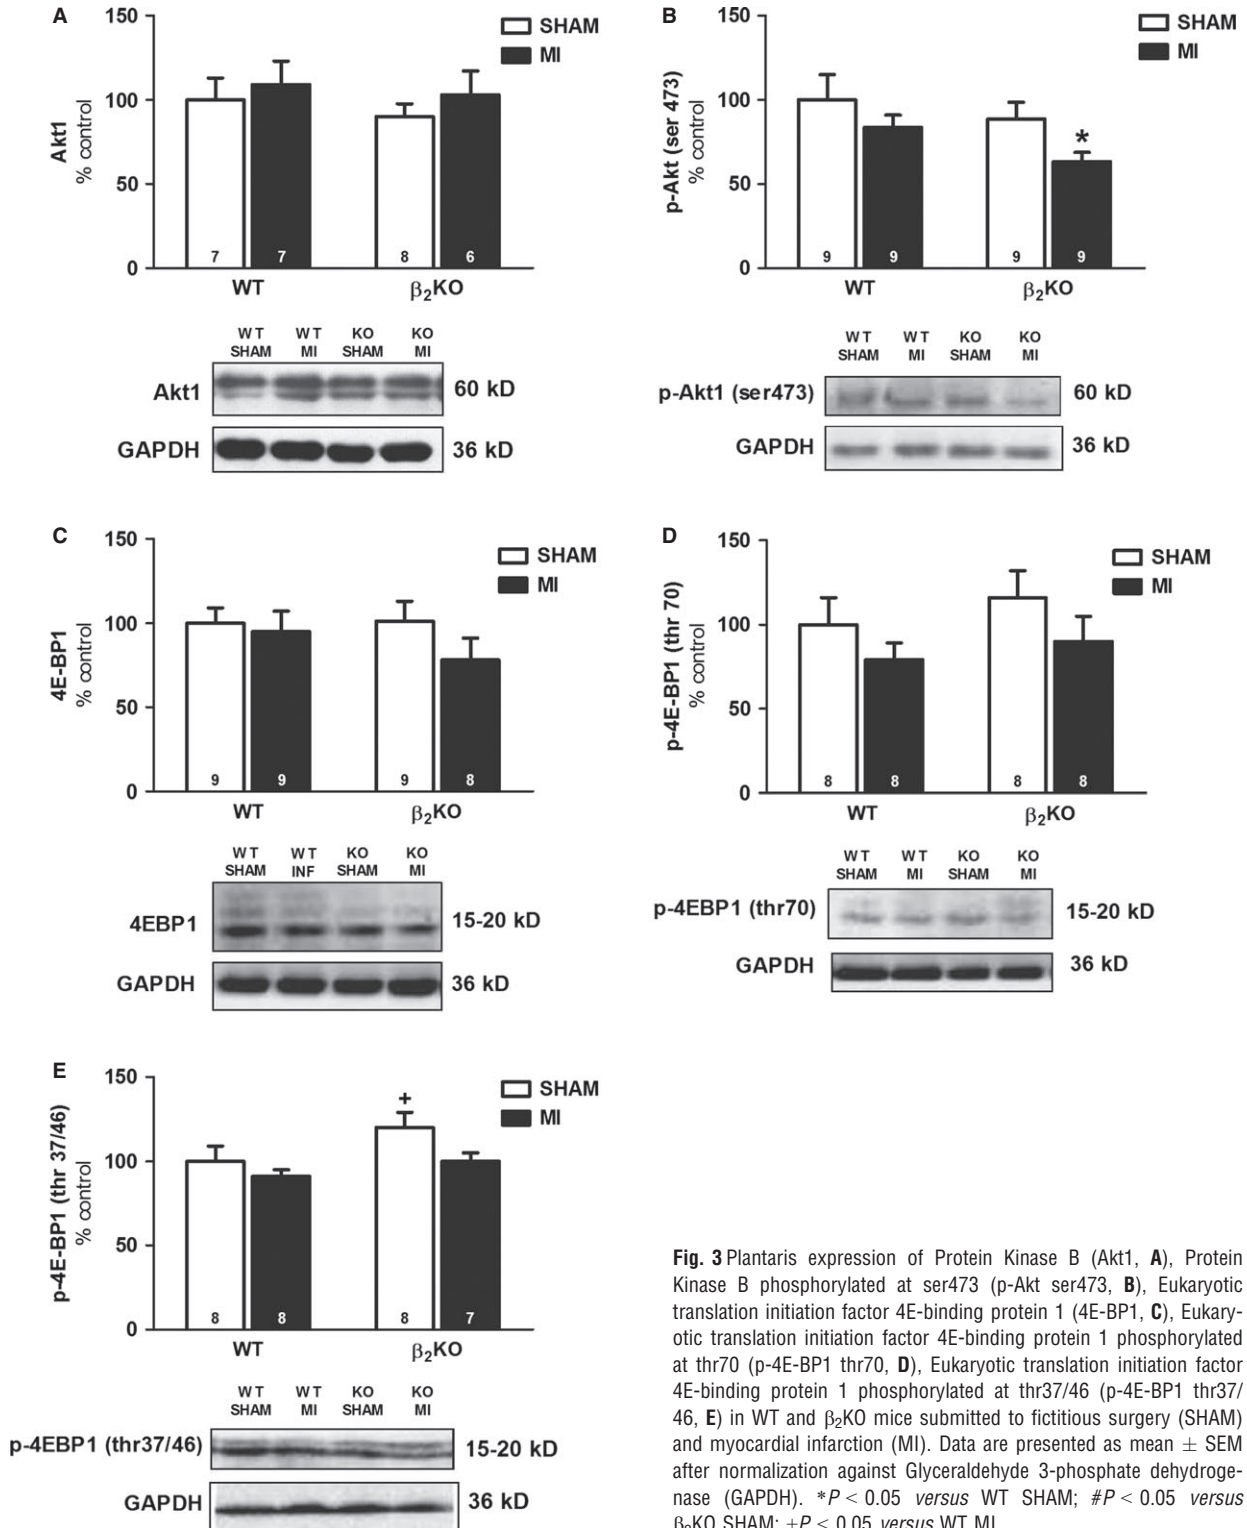 A
150
100
50
0
Akt1
% control
SHAM
MI
7 7 8 6
WT β₂KO
WT SHAM WT MI KO SHAM KO MI
Akt1 60 kD
GAPDH 36 kD
B
150
100
50
0
p-Akt (ser 473)
% control
SHAM
MI
*
9 9 9 9
WT β₂KO
WT SHAM WT MI KO SHAM KO MI
p-Akt1 (ser473) 60 kD
GAPDH 36 kD
C
150
100
50
0
4E-BP1
% control
SHAM
MI
9 9 9 8
WT β₂KO
WT SHAM WT INF KO SHAM KO MI
4EBP1 15-20 kD
GAPDH 36 kD
D
150
100
50
0
p-4E-BP1 (thr 70)
% control
SHAM
MI
8 8 8 8
WT β₂KO
WT SHAM WT MI KO SHAM KO MI
p-4EBP1 (thr70) 15-20 kD
GAPDH 36 kD
E
150
100
50
0
p-4E-BP1 (thr 37/46)
% control
SHAM
MI
+
8 8 8 7
WT β₂KO
WT SHAM WT MI KO SHAM KO MI
p-4EBP1 (thr37/46) 15-20 kD
GAPDH 36 kD
Fig. 3 Plantaris expression of Protein Kinase B (Akt1, A), Protein
Kinase B phosphorylated at ser473 (p-Akt ser473, B), Eukaryotic
translation initiation factor 4E-binding protein 1 (4E-BP1, C), Eukary-
otic translation initiation factor 4E-binding protein 1 phosphorylated
at thr70 (p-4E-BP1 thr70, D), Eukaryotic translation initiation factor
4E-binding protein 1 phosphorylated at thr37/46 (p-4E-BP1 thr37/
46, E) in WT and β₂KO mice submitted to fictitious surgery (SHAM)
and myocardial infarction (MI). Data are presented as mean ± SEM
after normalization against Glyceraldehyde 3-phosphate dehydroge-
nase (GAPDH). *P < 0.05 versus WT SHAM; #P < 0.05 versus
β₂KO SHAM; +P < 0.05 versus WT MI